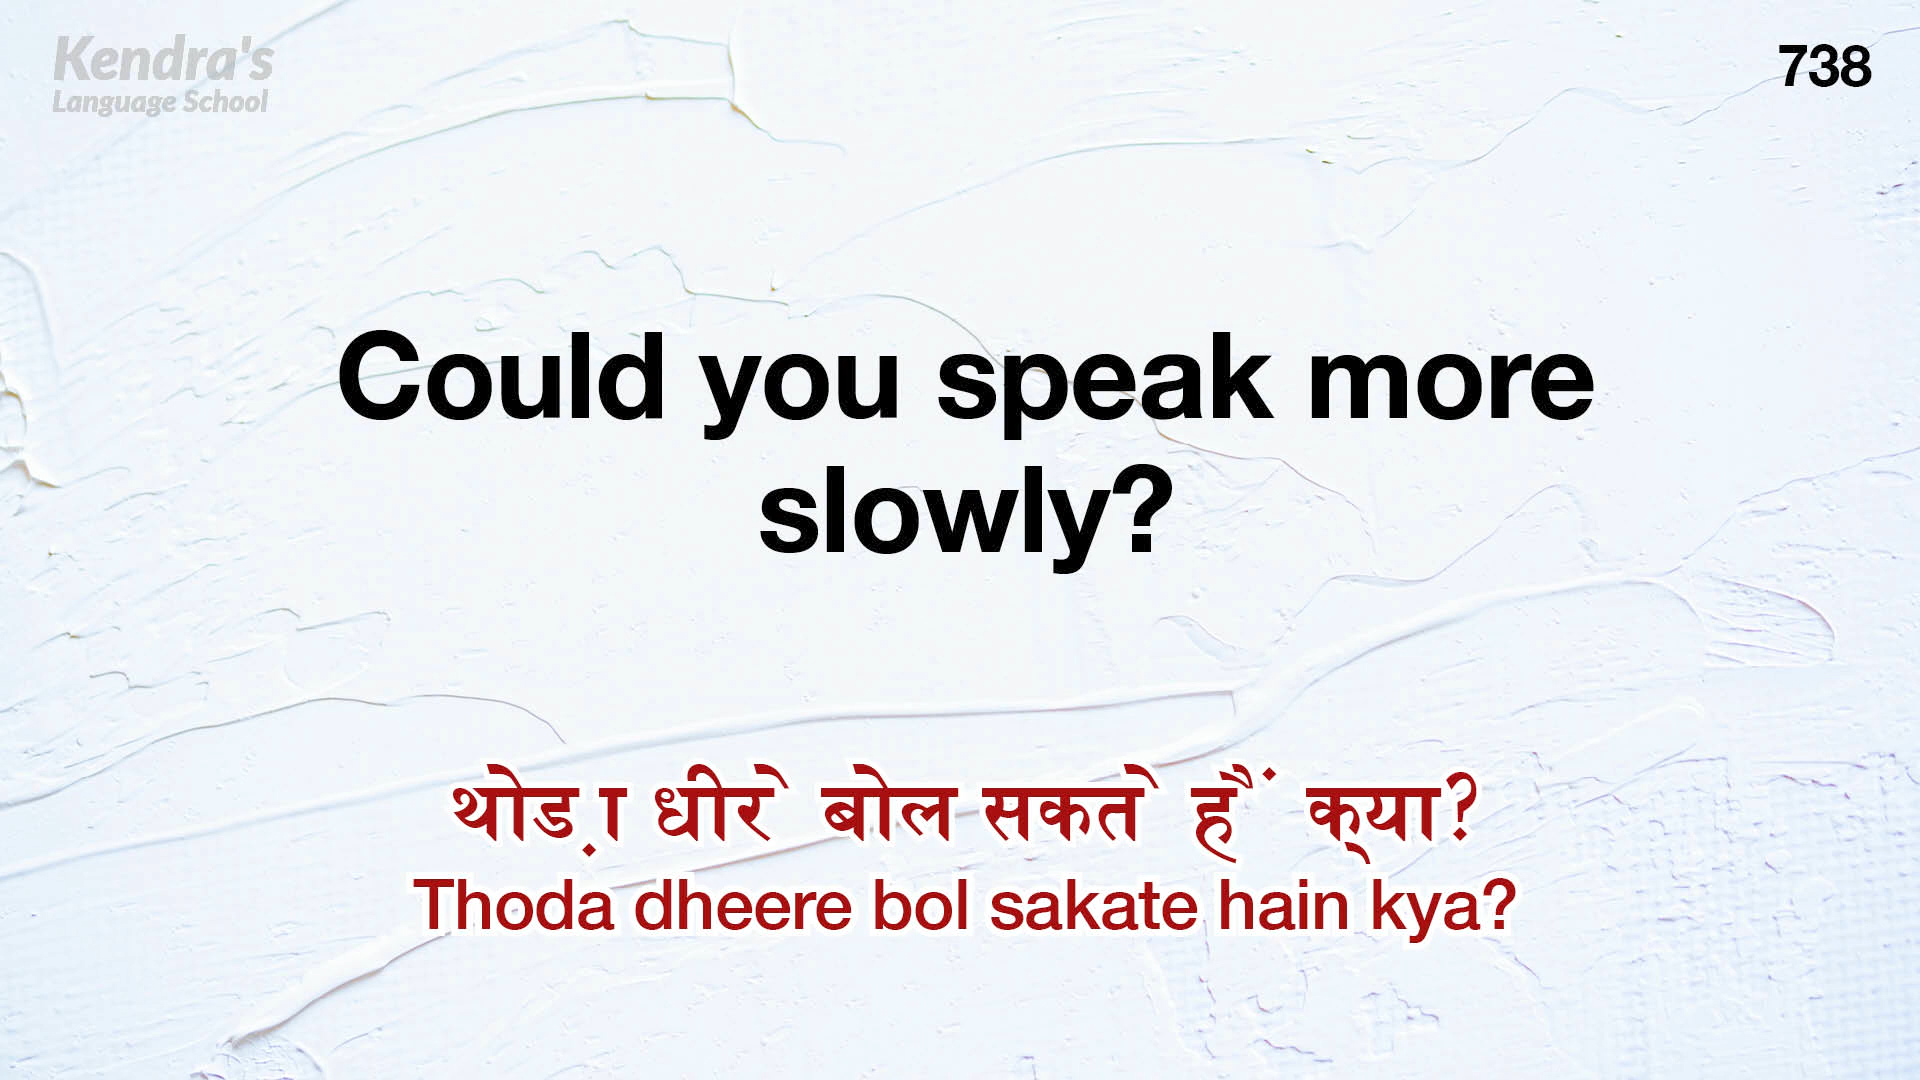 Kendra's
Language School
738
Could you speak more
slowly?
थोड़ा धीरे बोल सकते हैं क्या?
Thoda dheere bol sakate hain kya?